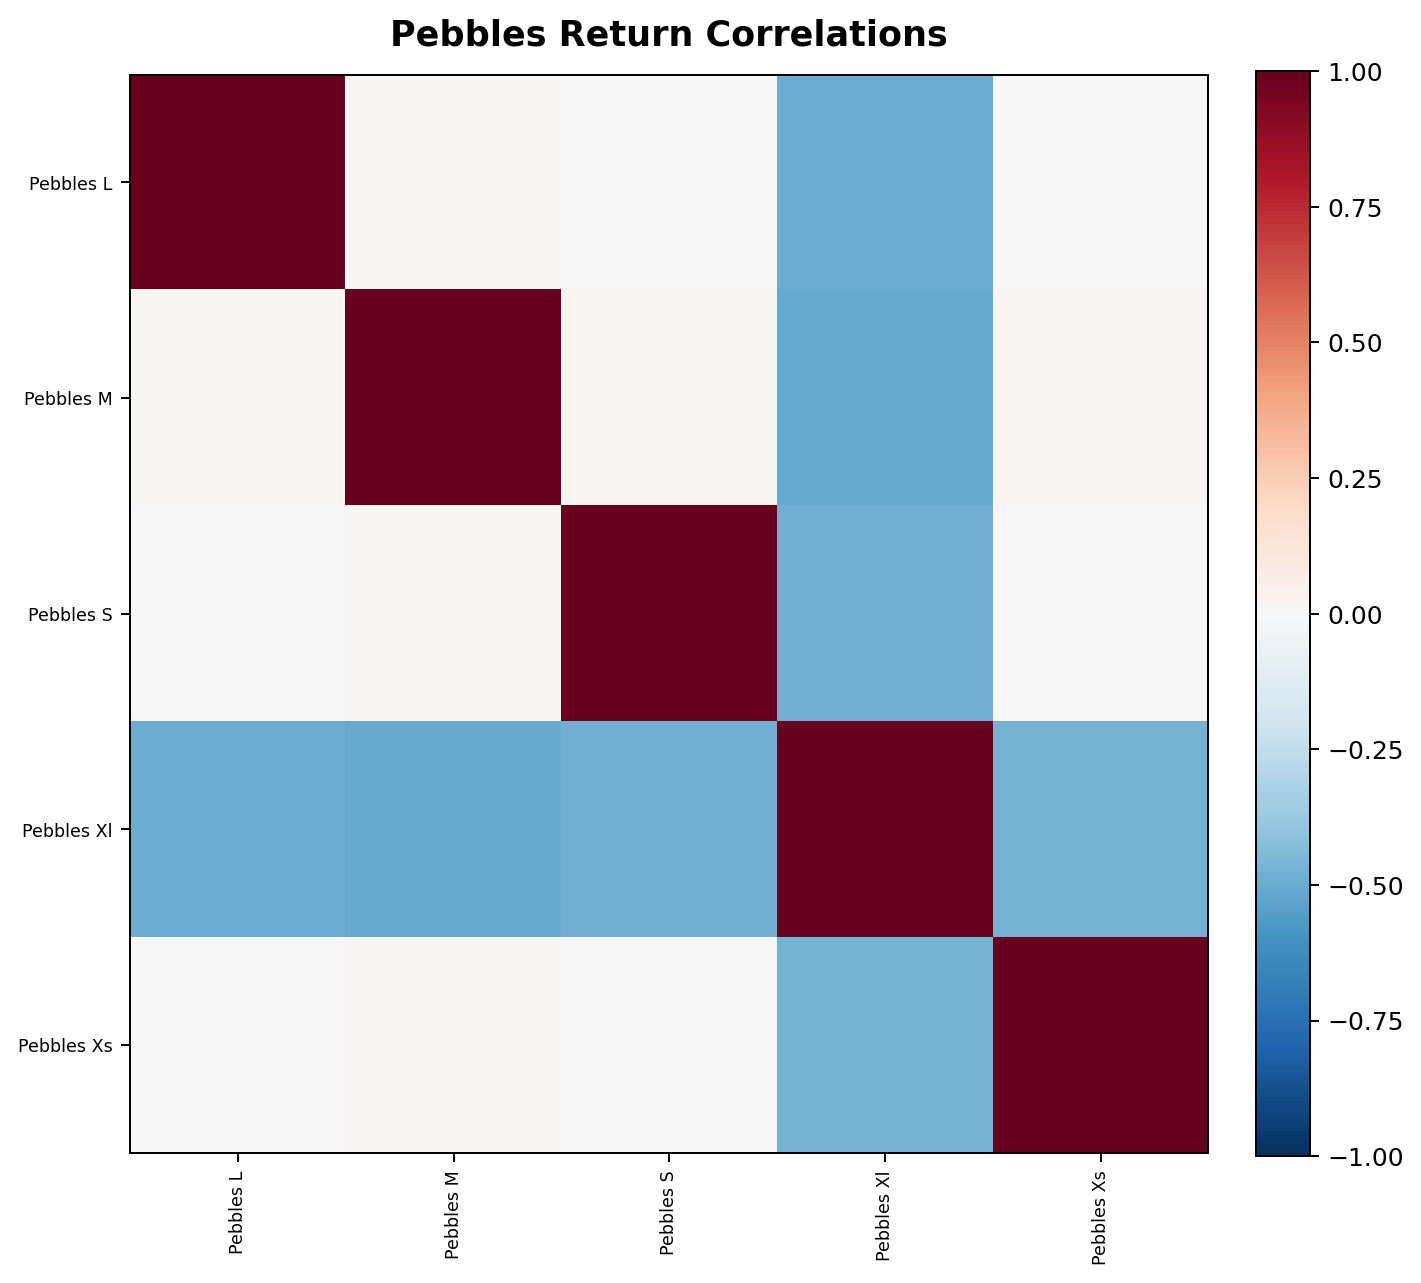 Pebbles Return Correlations
Pebbles L
Pebbles M
Pebbles S
Pebbles Xl
Pebbles Xs
Pebbles L
Pebbles M
Pebbles S
Pebbles Xl
Pebbles Xs
1.00
0.75
0.50
0.25
0.00
−0.25
−0.50
−0.75
−1.00